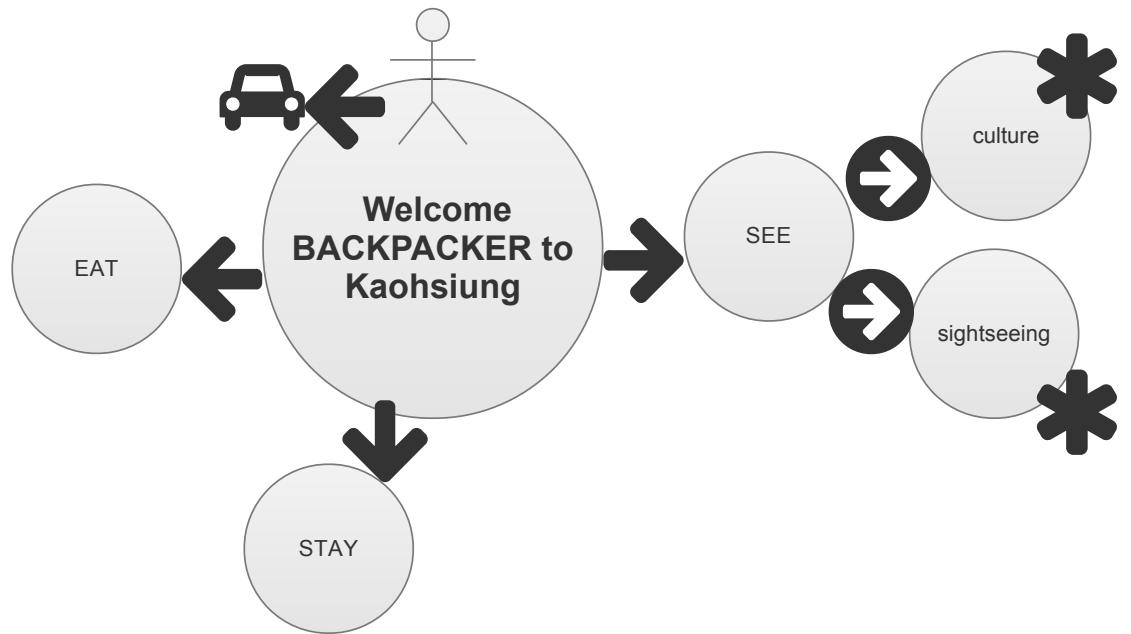 Welcome
BACKPACKER to
Kaohsiung
EAT
STAY
SEE
culture
sightseeing